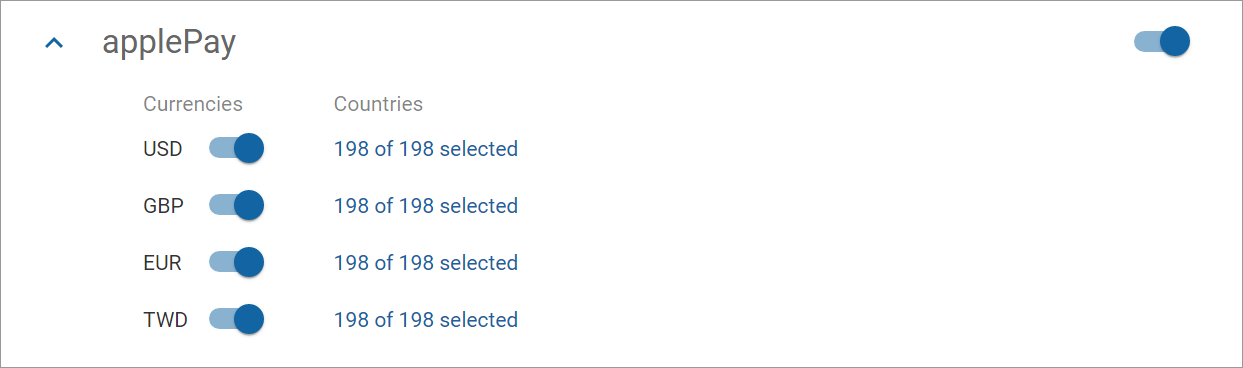 applePay
Currencies Countries
USD 198 of 198 selected
GBP 198 of 198 selected
EUR 198 of 198 selected
TWD 198 of 198 selected